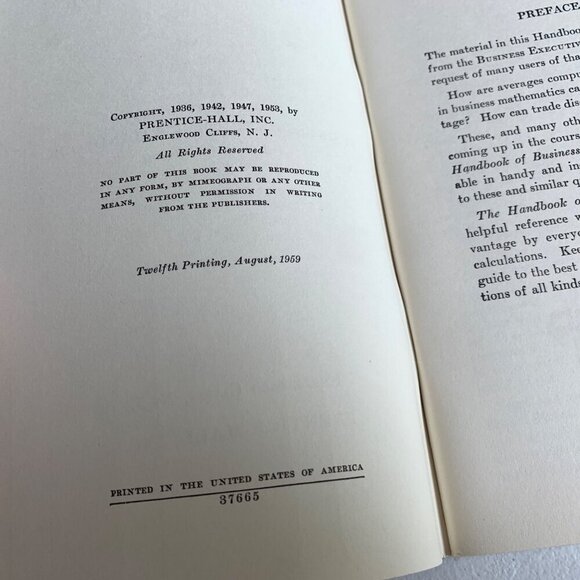 Copyright, 1936, 1942, 1947, 1953, by
PRENTICE-HALL, INC.
Englewood Cliffs, N. J.
All Rights Reserved
NO PART OF THIS BOOK MAY BE REPRODUCED
IN ANY FORM, BY MIMEOGRAPH OR ANY OTHER
MEANS, WITHOUT PERMISSION IN WRITING
FROM THE PUBLISHERS.
Twelfth Printing, August, 1959
PRINTED IN THE UNITED STATES OF AMERICA
37665
PREFACE
The material in this Handboo
from the Business Executiv
request of many users of tha
How are averages compu
in business mathematics ca
tage? How can trade dis
These, and many othe
coming up in the cours
Handbook of Business
able in handy and in
to these and similar q
The Handbook o
helpful reference w
vantage by everyo
calculations. Kee
guide to the best
tions of all kinds